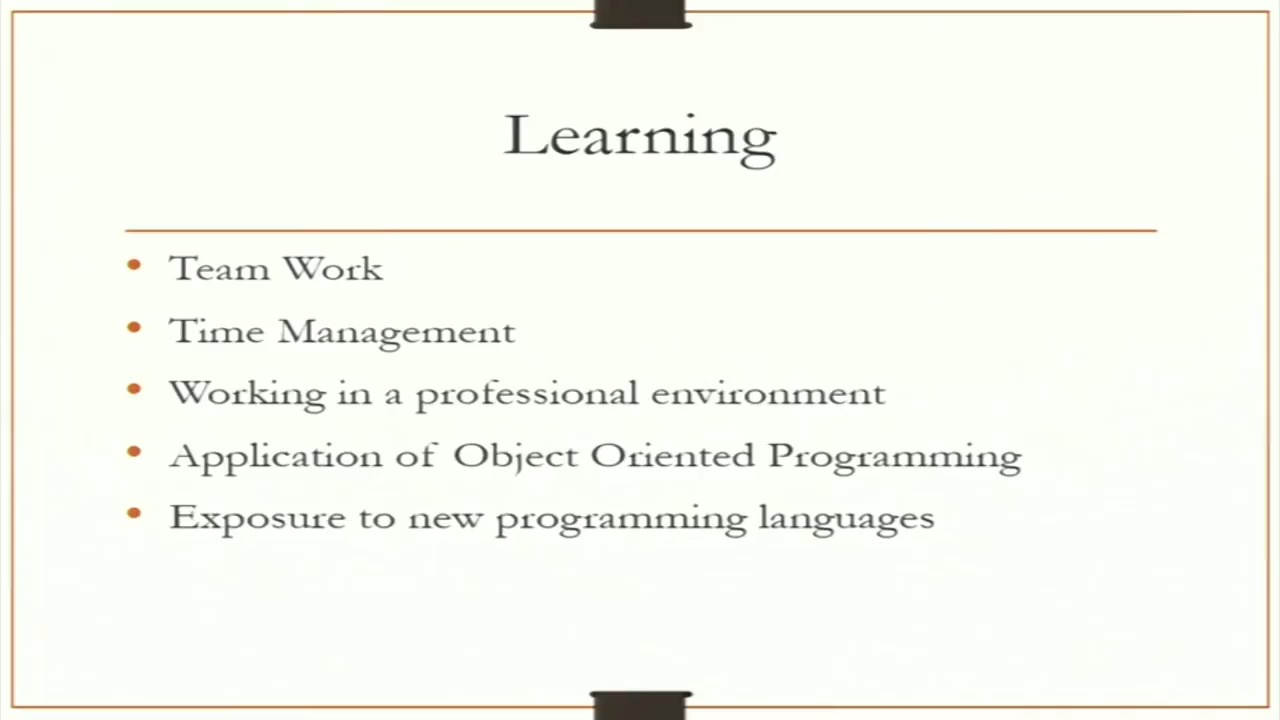 Learning
Team Work
Time Management
Working in a professional environment
Application of Object Oriented Programming
Exposure to new programming languages